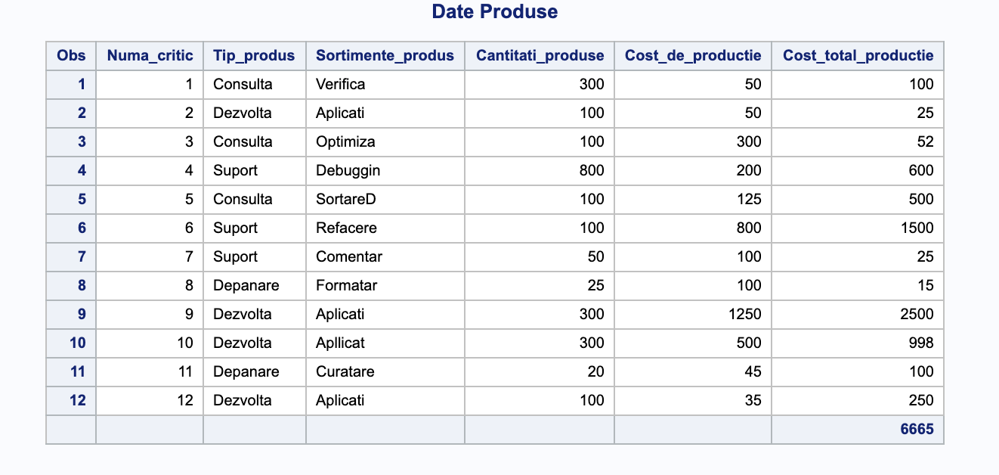 Date Produse
Obs Numa_critic Tip_produs Sortimente_produs Cantitati_produse Cost_de_productie Cost_total_productie
1 1 Consulta Verifica 300 50 100
2 2 Dezvolta Aplicati 100 50 25
3 3 Consulta Optimiza 100 300 52
4 4 Suport Debuggin 800 200 600
5 5 Consulta SortareD 100 125 500
6 6 Suport Refacere 100 800 1500
7 7 Suport Comentar 50 100 25
8 8 Depanare Formatar 25 100 15
9 9 Dezvolta Aplicati 300 1250 2500
10 10 Dezvolta Apllicat 300 500 998
11 11 Depanare Curatare 20 45 100
12 12 Dezvolta Aplicati 100 35 250
6665